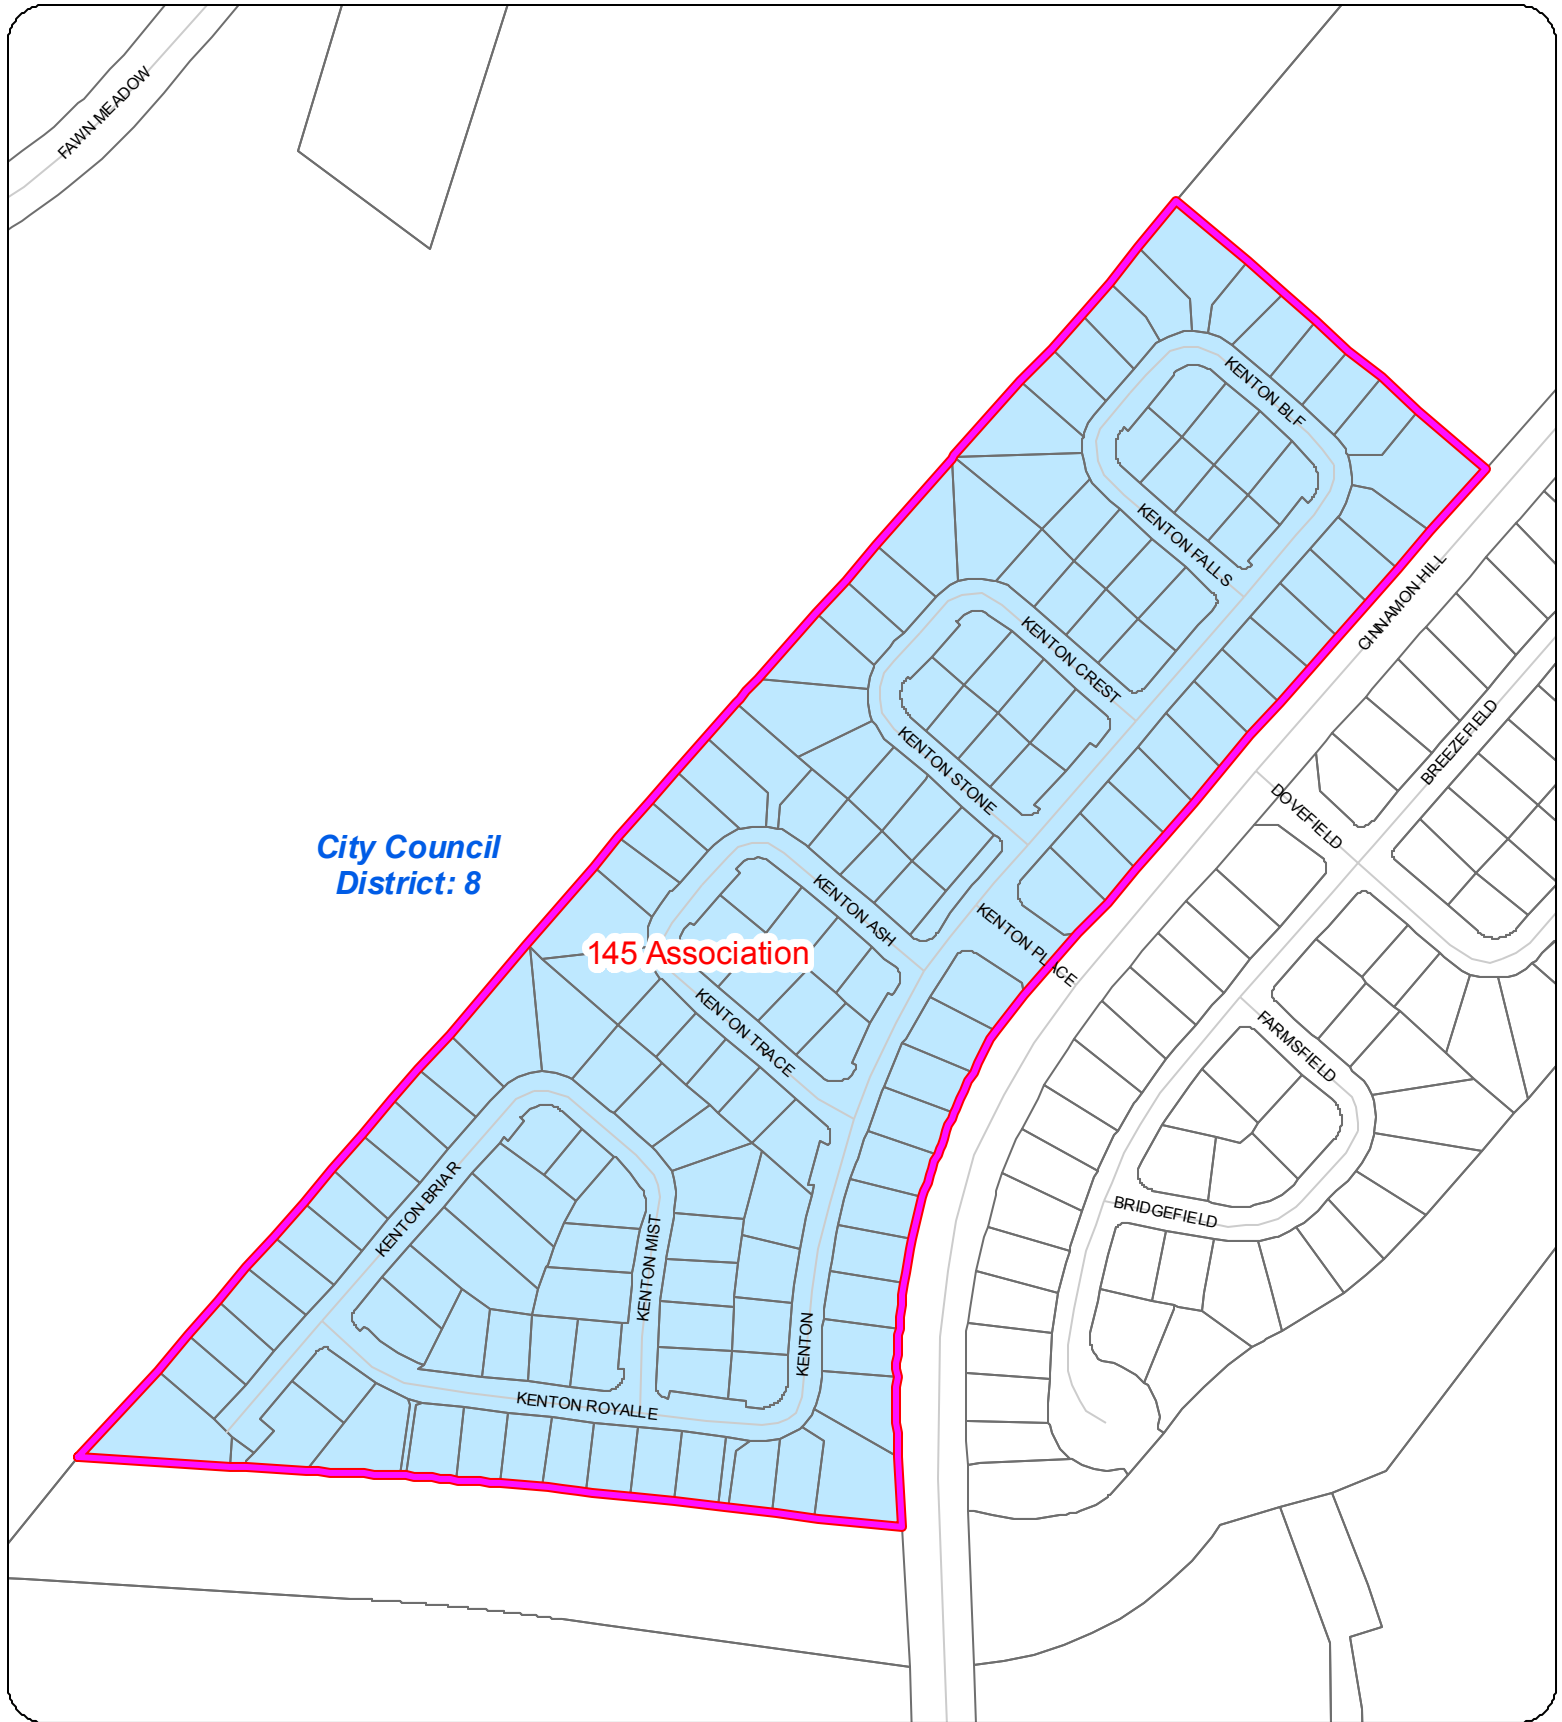 FAWN MEADOW
KENTON BLF
KENTON FALLS
CINNAMON HILL
KENTON CREST
BREEZEFIELD
KENTON STONE
DOVEFIELD
City Council
District: 8
KENTON ASH
KENTON PLACE
145 Association
KENTON TRACE
FARMSFIELD
KENTON BRIAR
BRIDGEFIELD
KENTON MIST
KENTON
KENTON ROYALLE